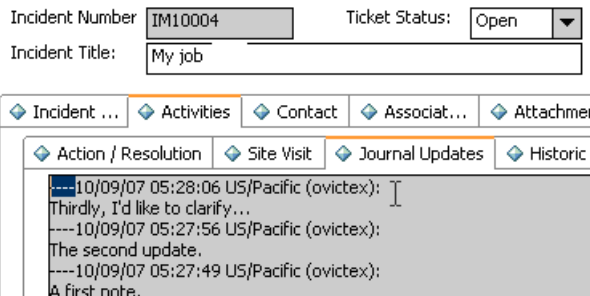 Incident Number IM10004 Ticket Status: Open
Incident Title: My job
Incident ... Activities Contact Associat... Attachme
Action / Resolution Site Visit Journal Updates Historic
----10/09/07 05:28:06 US/Pacific (ovictex):
Thirdly, I'd like to clarify...
----10/09/07 05:27:56 US/Pacific (ovictex):
The second update.
----10/09/07 05:27:49 US/Pacific (ovictex):
A first note.